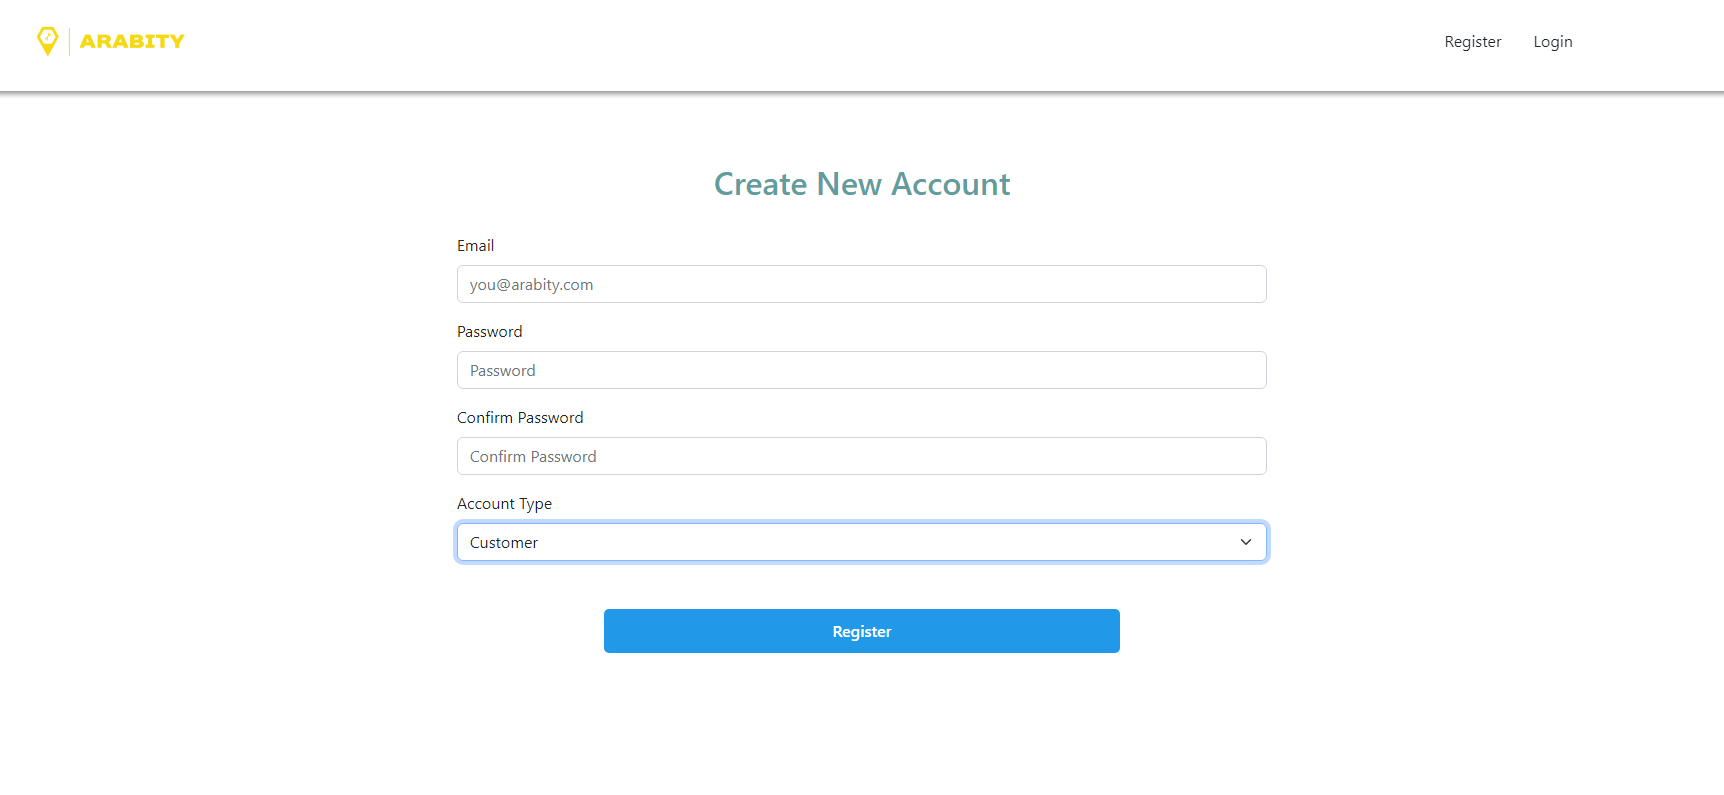 ARABITY
Register Login
Create New Account
Email
you@arabity.com
Password
Password
Confirm Password
Confirm Password
Account Type
Customer
Register